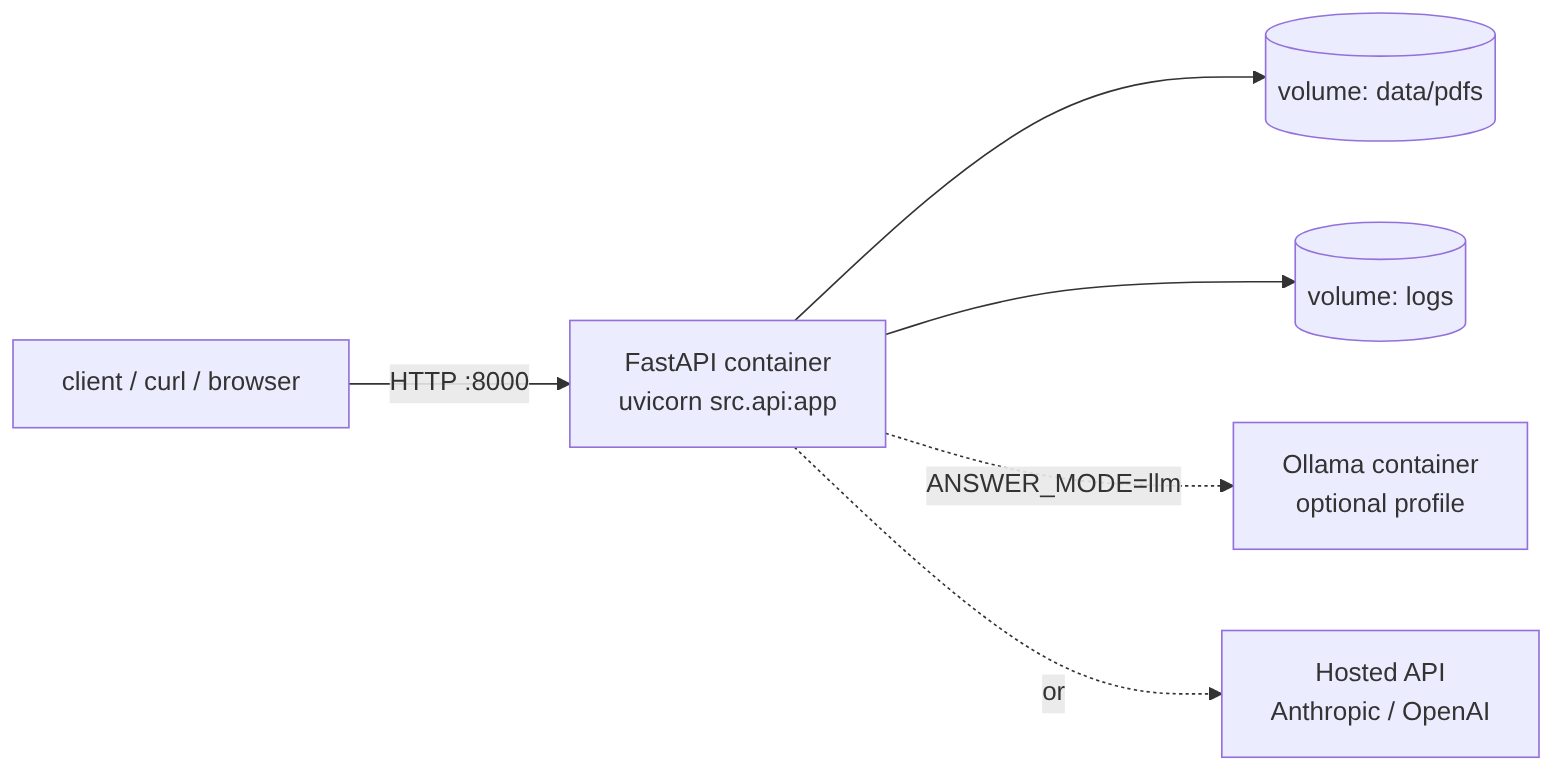 volume: data/pdfs
volume: logs
client / curl / browser
HTTP :8000
FastAPI container
uvicorn src.api:app
ANSWER_MODE=llm
Ollama container
optional profile
or
Hosted API
Anthropic / OpenAI